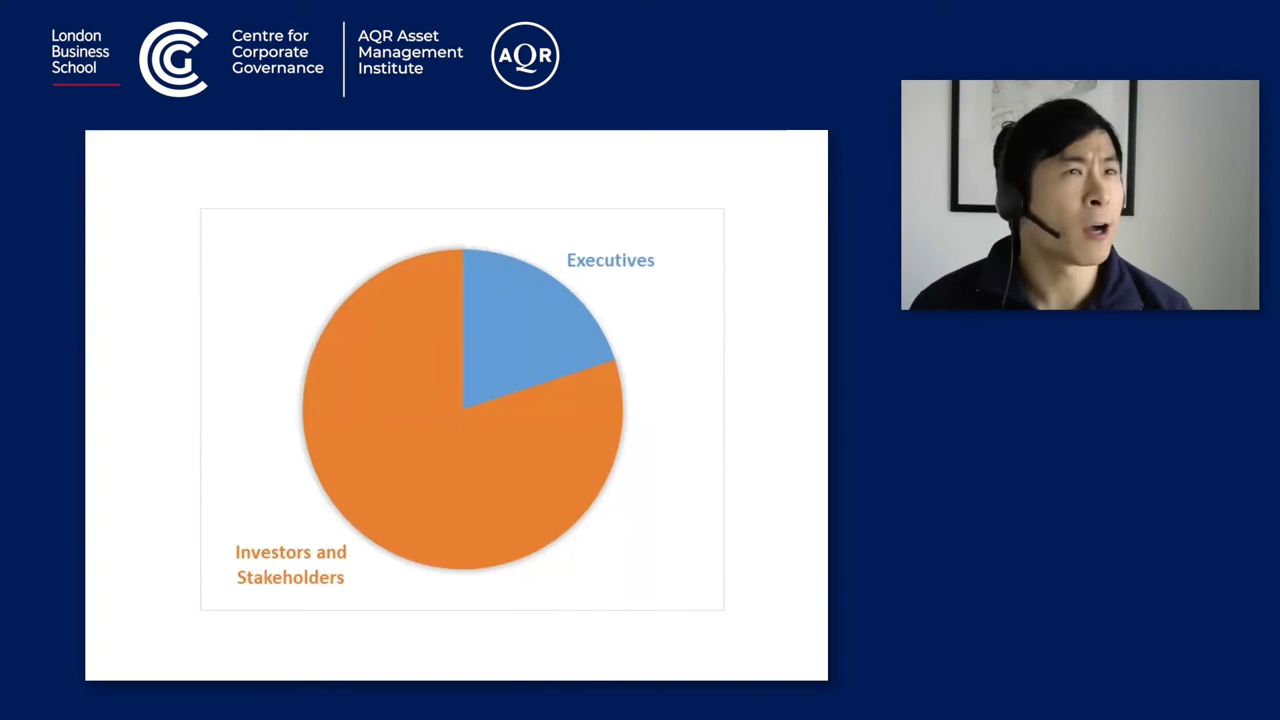 London
Business
School
Centre for
Corporate
Governance
AQR Asset
Management
Institute
AQR
Executives
Investors and
Stakeholders